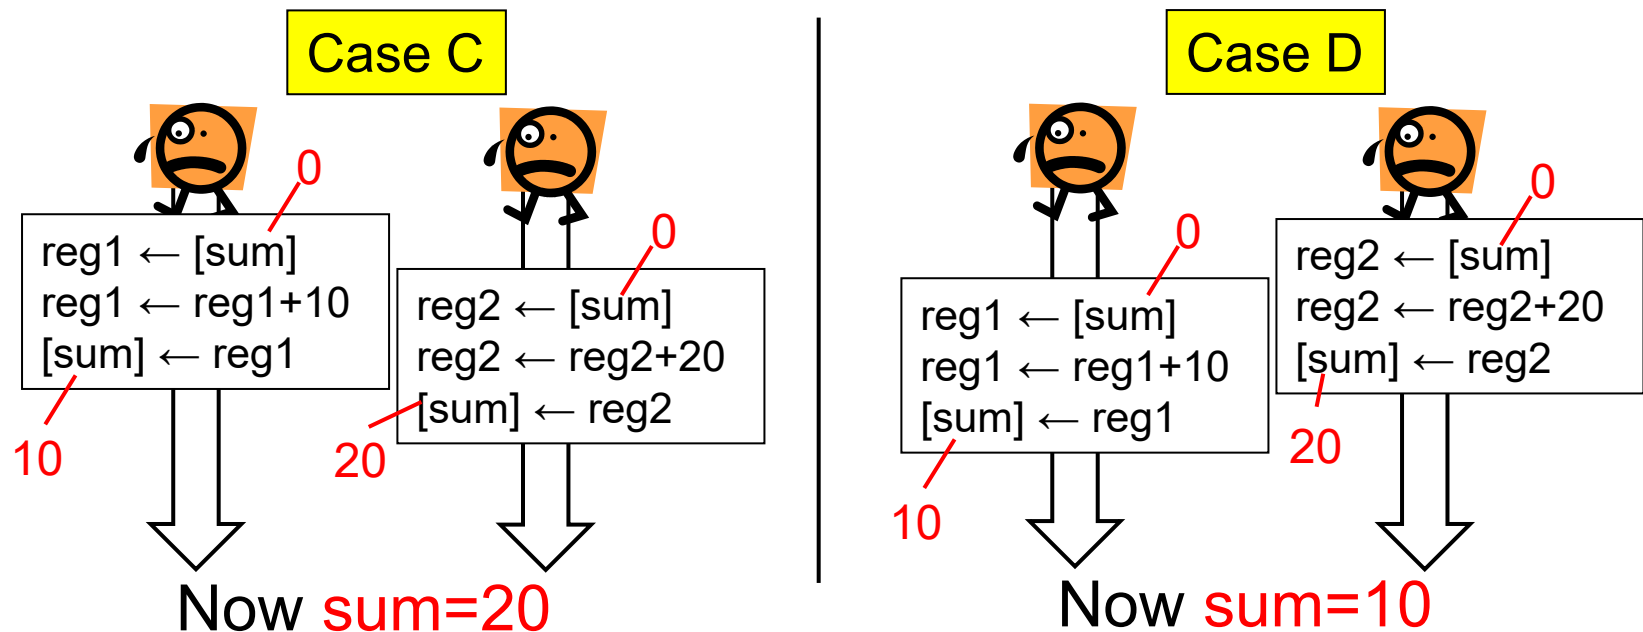 Case C
0
reg1 ← [sum]
reg1 ← reg1+10
[sum] ← reg1
10
0
reg2 ← [sum]
reg2 ← reg2+20
[sum] ← reg2
20
Now sum=20
Case D
0
reg1 ← [sum]
reg1 ← reg1+10
[sum] ← reg1
10
0
reg2 ← [sum]
reg2 ← reg2+20
[sum] ← reg2
20
Now sum=10